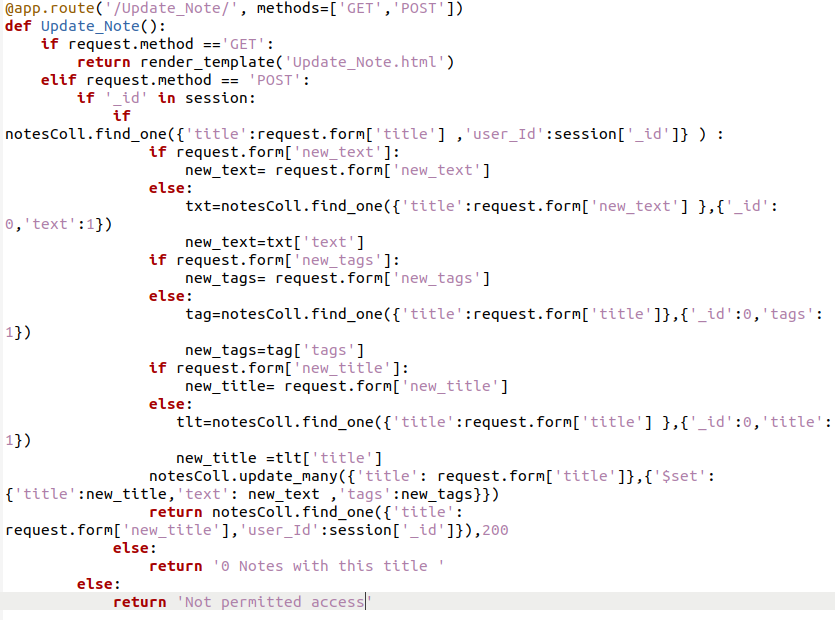 @app.route('/Update_Note/', methods=['GET','POST'])
def Update_Note():
    if request.method =='GET':
        return render_template('Update_Note.html')
    elif request.method == 'POST':
        if '_id' in session:
            if
notesColl.find_one({'title':request.form['title'] ,'user_Id':session['_id']} ) :
                if request.form['new_text']:
                    new_text= request.form['new_text']
                else:
                    txt=notesColl.find_one({'title':request.form['new_text'] },{'_id':
0,'text':1})
                    new_text=txt['text']
                if request.form['new_tags']:
                    new_tags= request.form['new_tags']
                else:
                    tag=notesColl.find_one({'title':request.form['title']},{'_id':0,'tags':
1})
                    new_tags=tag['tags']
                if request.form['new_title']:
                    new_title= request.form['new_title']
                else:
                   tlt=notesColl.find_one({'title':request.form['title'] },{'_id':0,'title':
1})
                   new_title =tlt['title']
                notesColl.update_many({'title': request.form['title']},{'$set':
{'title':new_title,'text': new_text ,'tags':new_tags}})
                return notesColl.find_one({'title':
request.form['new_title'],'user_Id':session['_id']}),200
            else:
                return '0 Notes with this title '
        else:
            return 'Not permitted access'